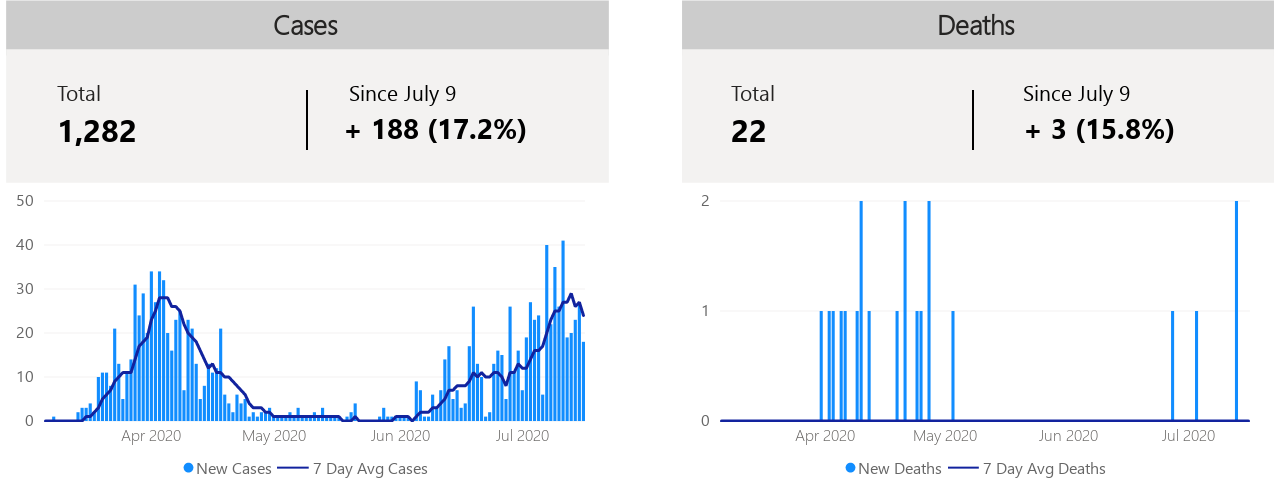 Cases
Total
Since July 9
1,282
+ 188 (17.2%)
50
40
30
20
10
0
Apr 2020 May 2020 Jun 2020 Jul 2020
New Cases 7 Day Avg Cases
Deaths
Total
Since July 9
22
+ 3 (15.8%)
2
1
0
Apr 2020 May 2020 Jun 2020 Jul 2020
New Deaths 7 Day Avg Deaths